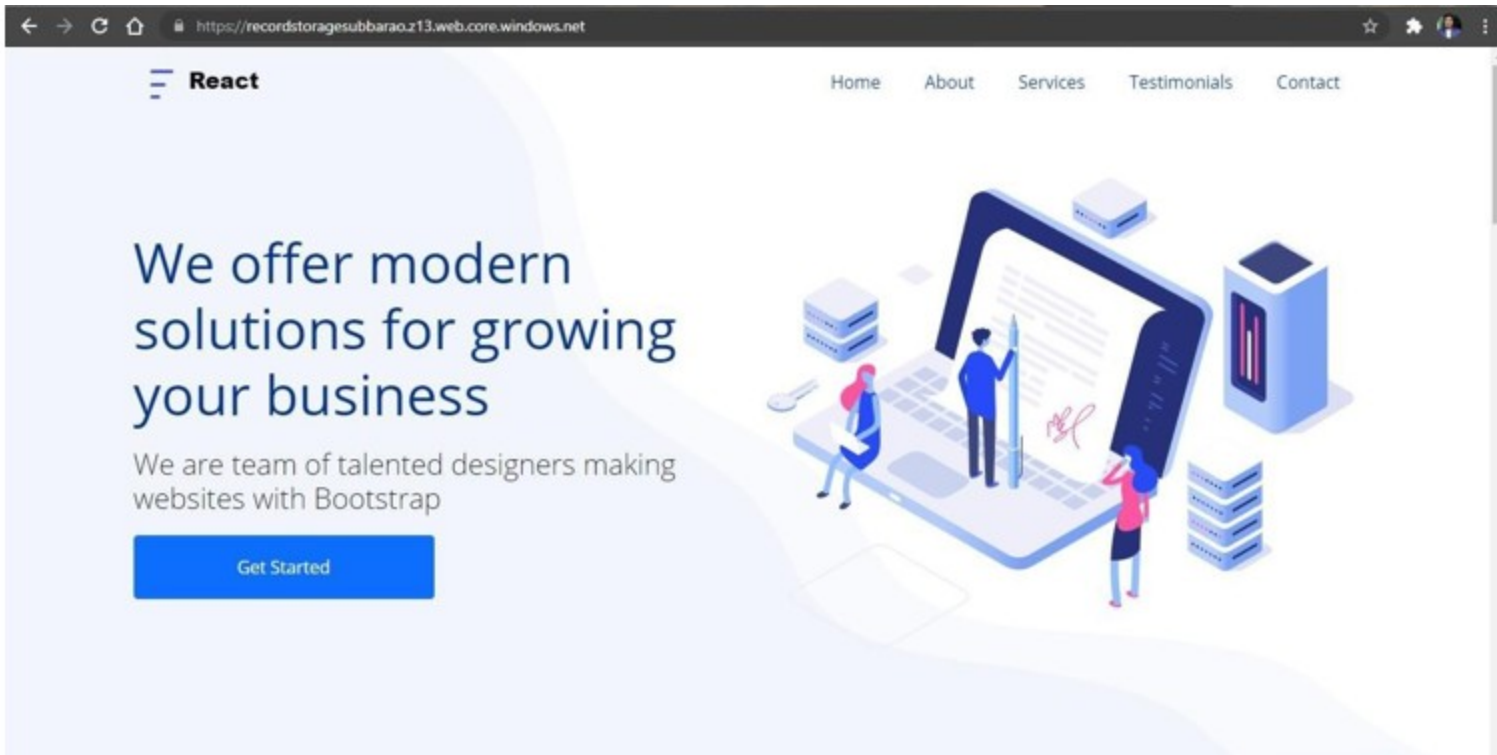 https://recordstoragesubbarao.z13.web.core.windows.net
React
Home About Services Testimonials Contact
We offer modern
solutions for growing
your business
We are team of talented designers making
websites with Bootstrap
Get Started